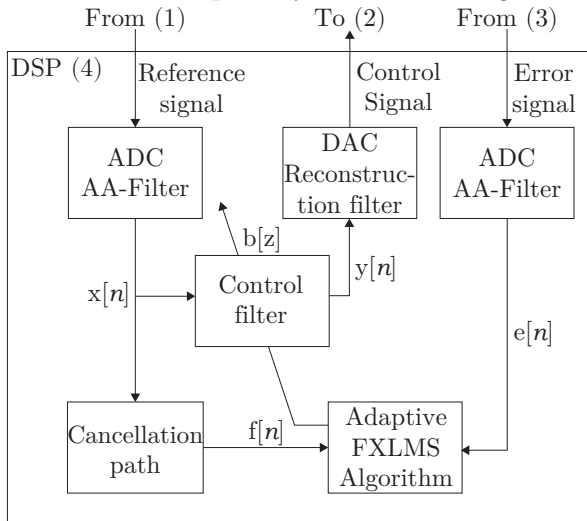 From (1)
To (2)
From (3)
DSP (4)
Reference
signal
Control
Signal
Error
signal
ADC
AA-Filter
DAC
Reconstruc-
tion filter
ADC
AA-Filter
b[z]
x[n]
Control
filter
y[n]
e[n]
Cancellation
path
f[n]
Adaptive
FXLMS
Algorithm